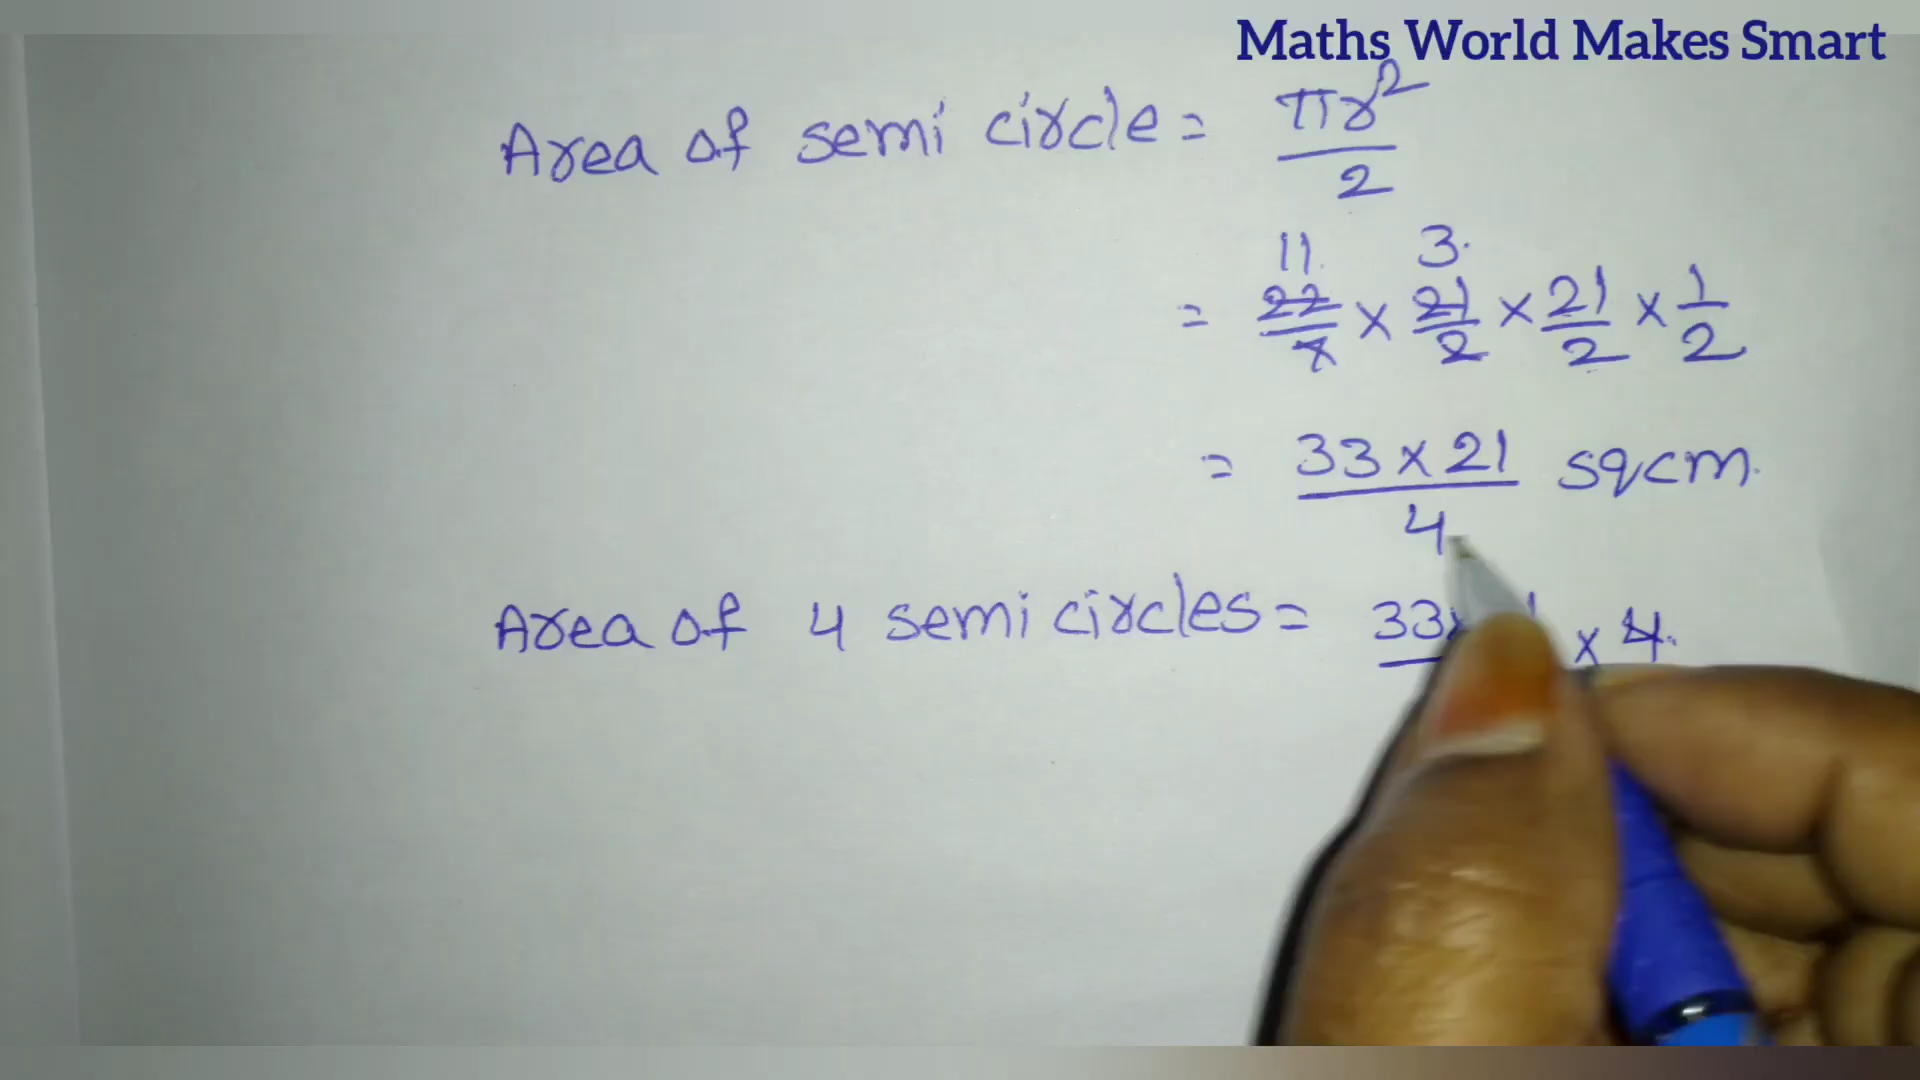 Maths World Makes Smart
Area of semi circle = πr²/2
11 3.
= 22/7 × 21/2 × 21/2 × 1/2
= 33 × 21/4 sqcm.
Area of 4 semi circles = 33 × 4.